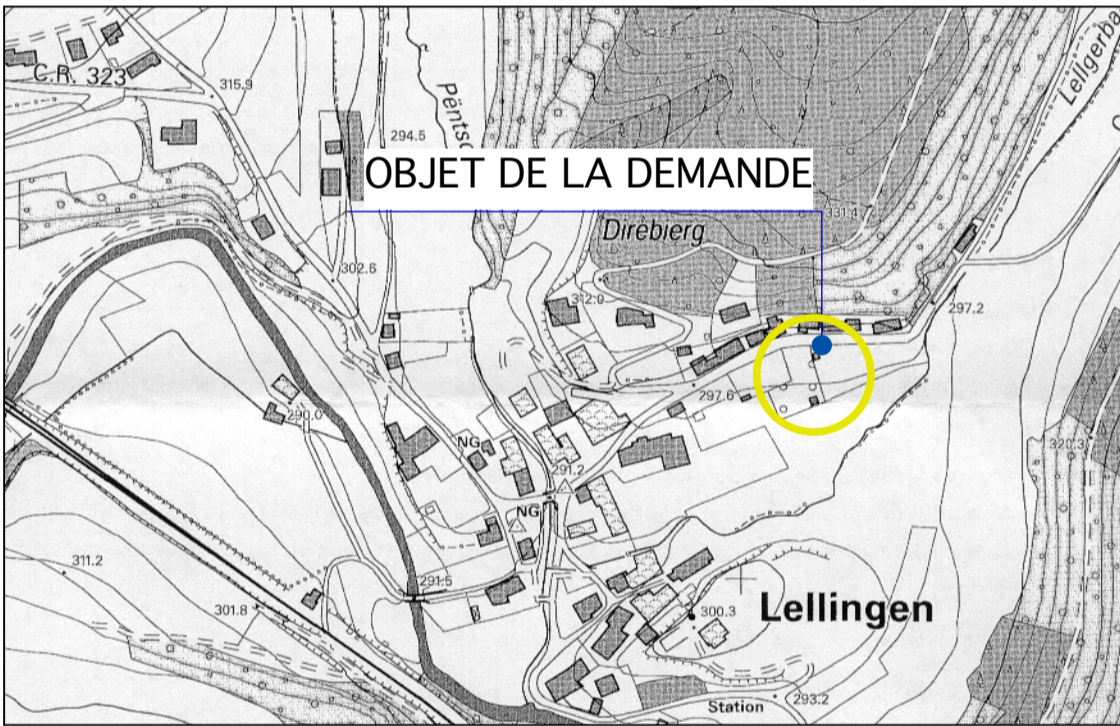 C.R. 323
315.9
294.5
OBJET DE LA DEMANDE
331.4
Direbierg
302.6
312.0
297.2
297.6
290.0
NG
291.2
NG
320.3
311.2
291.5
301.8
300.3
Lellingen
Station
293.2